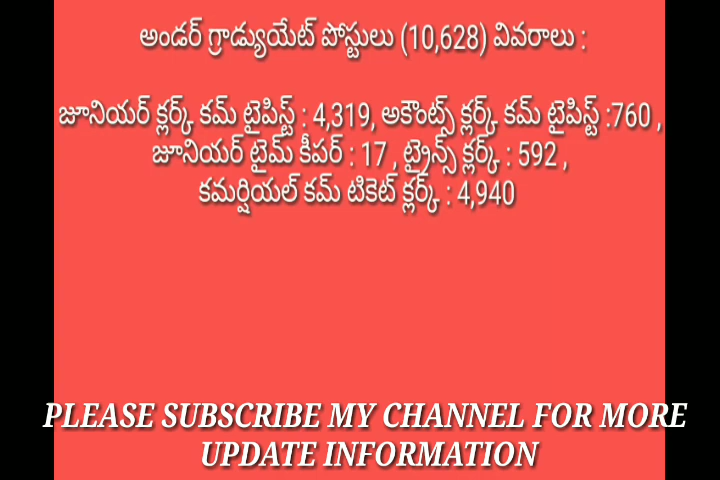 అండర్ గ్రాడ్యుయేట్ పోస్టులు (10,628) వివరాలు :
జూనియర్ క్లర్క్ కమ్ టైపిస్ట్ : 4,319, అకౌంట్స్ క్లర్క్ కమ్ టైపిస్ట్ :760 ,
జూనియర్ టైమ్ కీపర్ : 17 , ట్రైన్స్ క్లర్క్ : 592 ,
కమర్షియల్ కమ్ టికెట్ క్లర్క్ : 4,940
PLEASE SUBSCRIBE MY CHANNEL FOR MORE
UPDATE INFORMATION